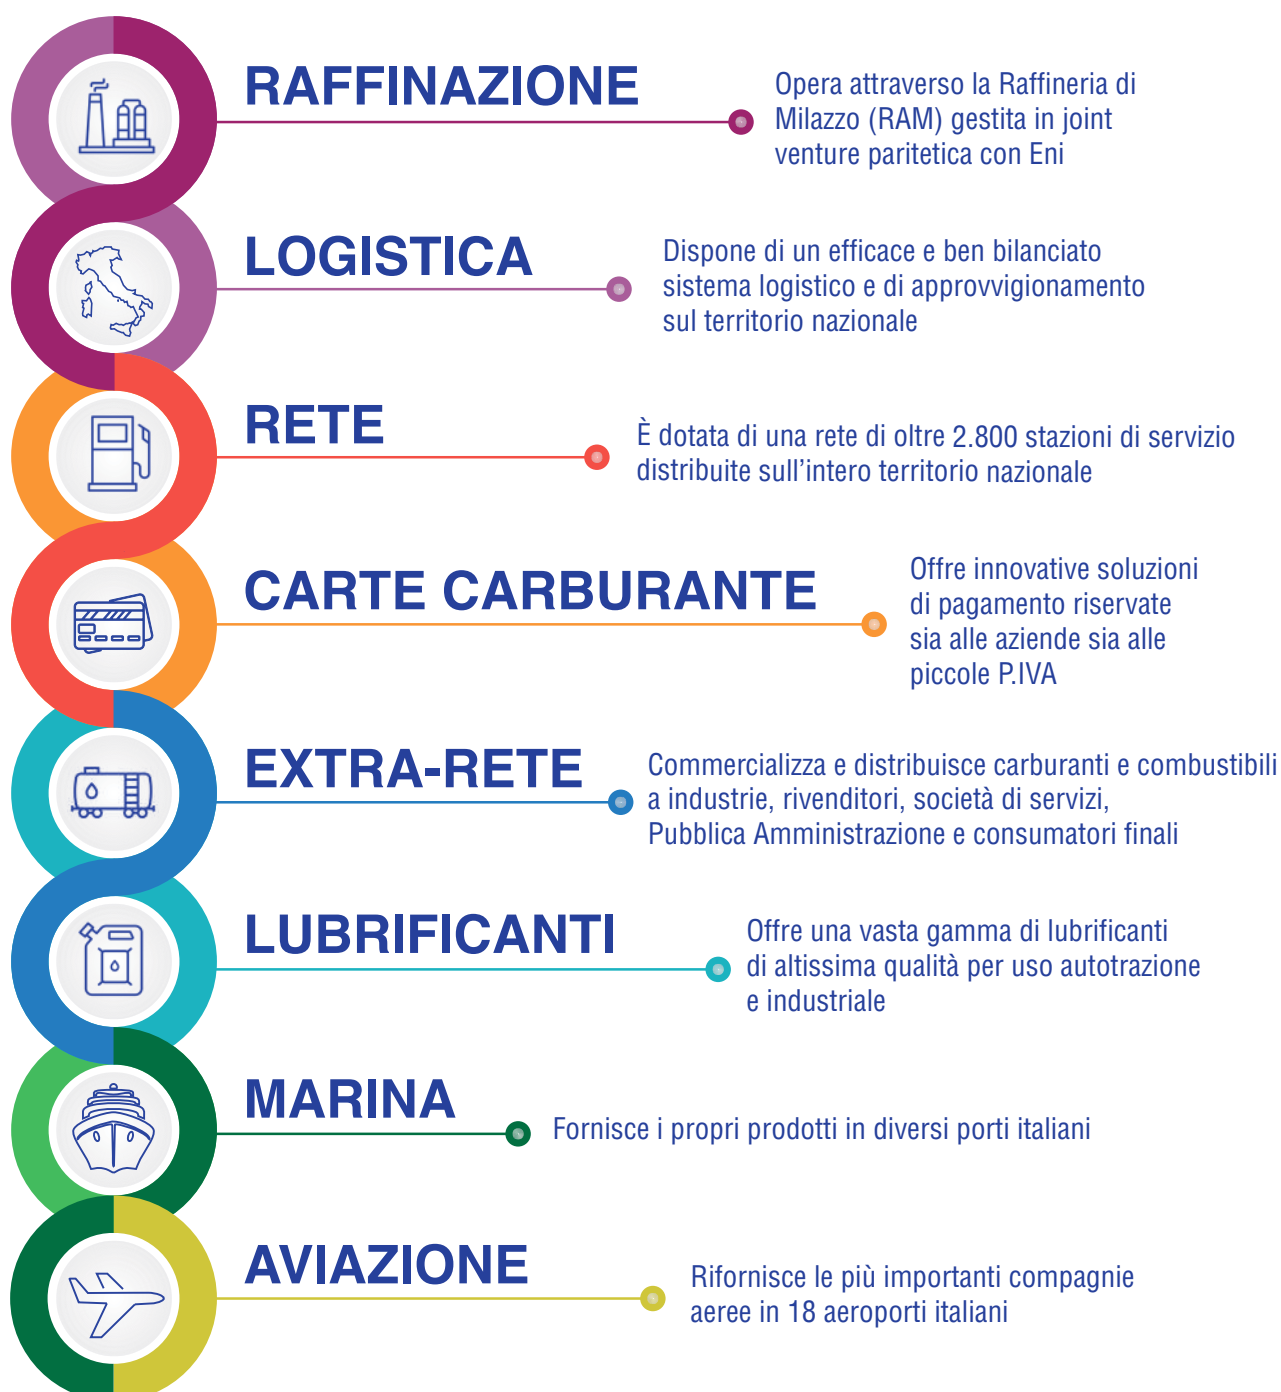 RAFFINAZIONE
Opera attraverso la Raffineria di
Milazzo (RAM) gestita in joint
venture paritetica con Eni
LOGISTICA
Dispone di un efficace e ben bilanciato
sistema logistico e di approvvigionamento
sul territorio nazionale
RETE
È dotata di una rete di oltre 2.800 stazioni di servizio
distribuite sull'intero territorio nazionale
CARTE CARBURANTE
Offre innovative soluzioni
di pagamento riservate
sia alle aziende sia alle
piccole P.IVA
EXTRA-RETE
Commercializza e distribuisce carburanti e combustibili
a industrie, rivenditori, società di servizi,
Pubblica Amministrazione e consumatori finali
LUBRIFICANTI
Offre una vasta gamma di lubrificanti
di altissima qualità per uso autotrazione
e industriale
MARINA
Fornisce i propri prodotti in diversi porti italiani
AVIAZIONE
Rifornisce le più importanti compagnie
aeree in 18 aeroporti italiani